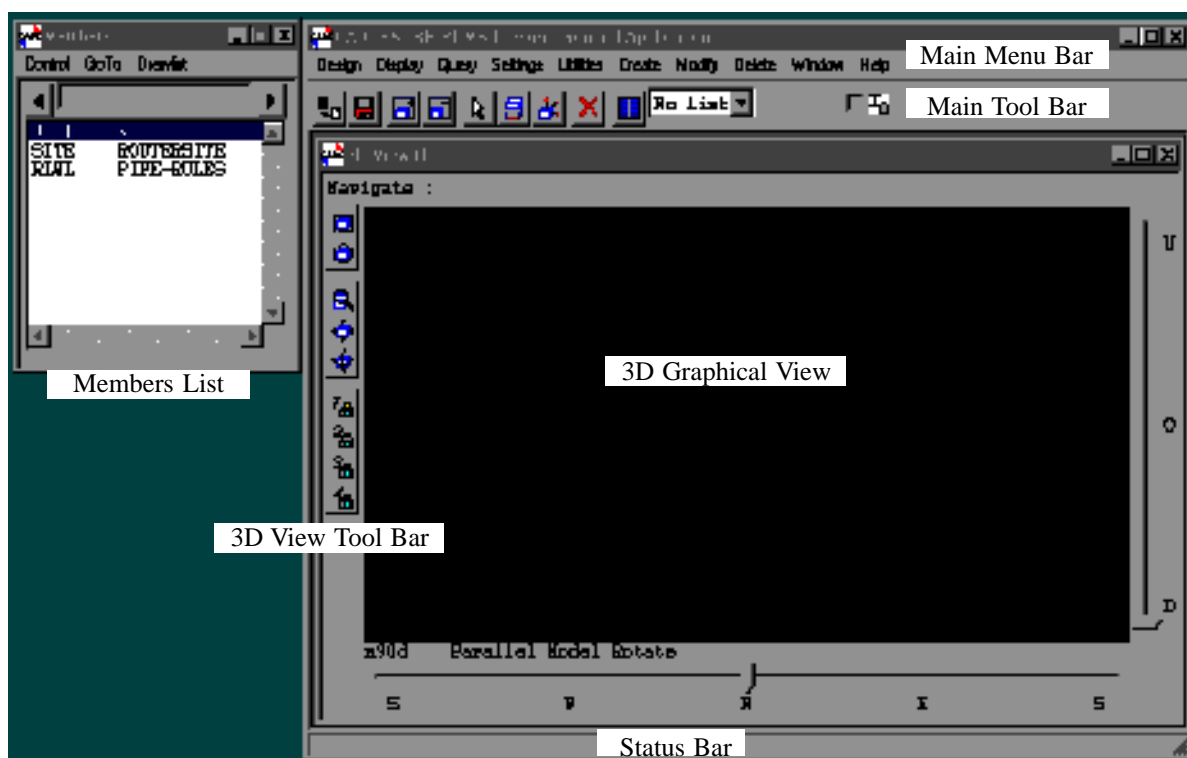 Members
Control GoTo Drawlist
SITE ROUTERSITE
PIPE-RULES
Members List
Design Display Query Settings Utilities Create Modify Delete Window Help
Main Menu Bar
No List
Main Tool Bar
Navigate :
U
O
D
3D Graphical View
3D View Tool Bar
Parallel Model Rotate
S
N
S
Status Bar